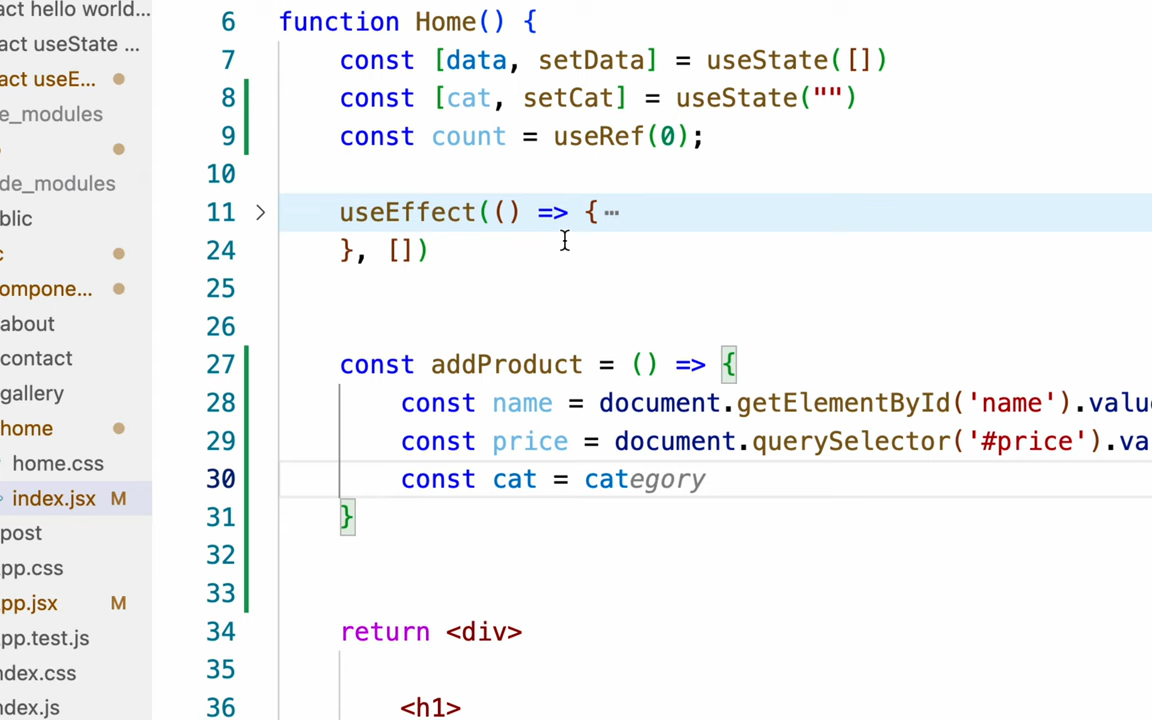 act hello world...
act useState ...
act useE...
e_modules
de_modules
blic
c
ompone...
about
contact
gallery
home
home.css
index.jsx M
post
pp.css
pp.jsx M
pp.test.js
ndex.css
ndex.js
6 function Home() {
7 const [data, setData] = useState([])
8 const [cat, setCat] = useState("")
9 const count = useRef(0);
10
11 useEffect(() => {⋯
24 }, [])
25
26
27 const addProduct = () => {
28 const name = document.getElementById('name').value
29 const price = document.querySelector('#price').va
30 const cat = category
31 }
32
33
34 return <div>
35
36 <h1>